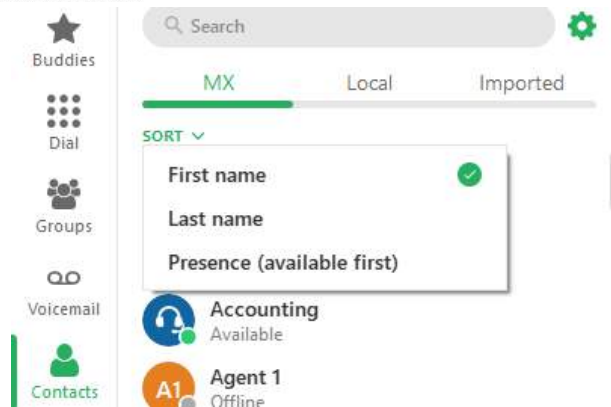 Search
Buddies
MX Local Imported
Dial
SORT
First name
Last name
Groups
Presence (available first)
Voicemail
Accounting
Available
A1
Agent 1
Contacts
Offline